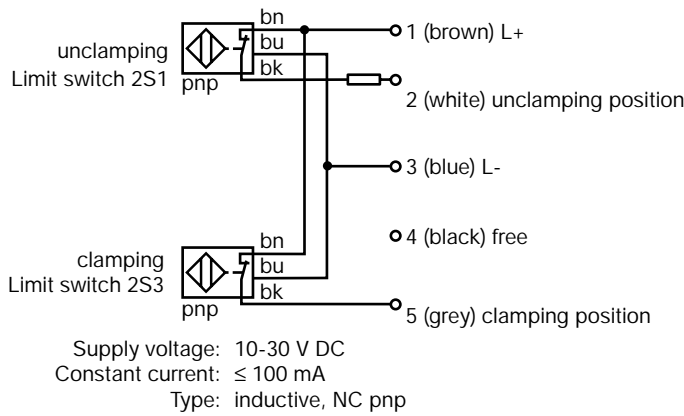 bn
1 (brown) L+
unclamping
bu
Limit switch 2S1
bk
pnp
2 (white) unclamping position
3 (blue) L-
4 (black) free
bn
clamping
bu
Limit switch 2S3
bk
pnp
5 (grey) clamping position
Supply voltage: 10-30 V DC
Constant current: ≤ 100 mA
Type: inductive, NC pnp